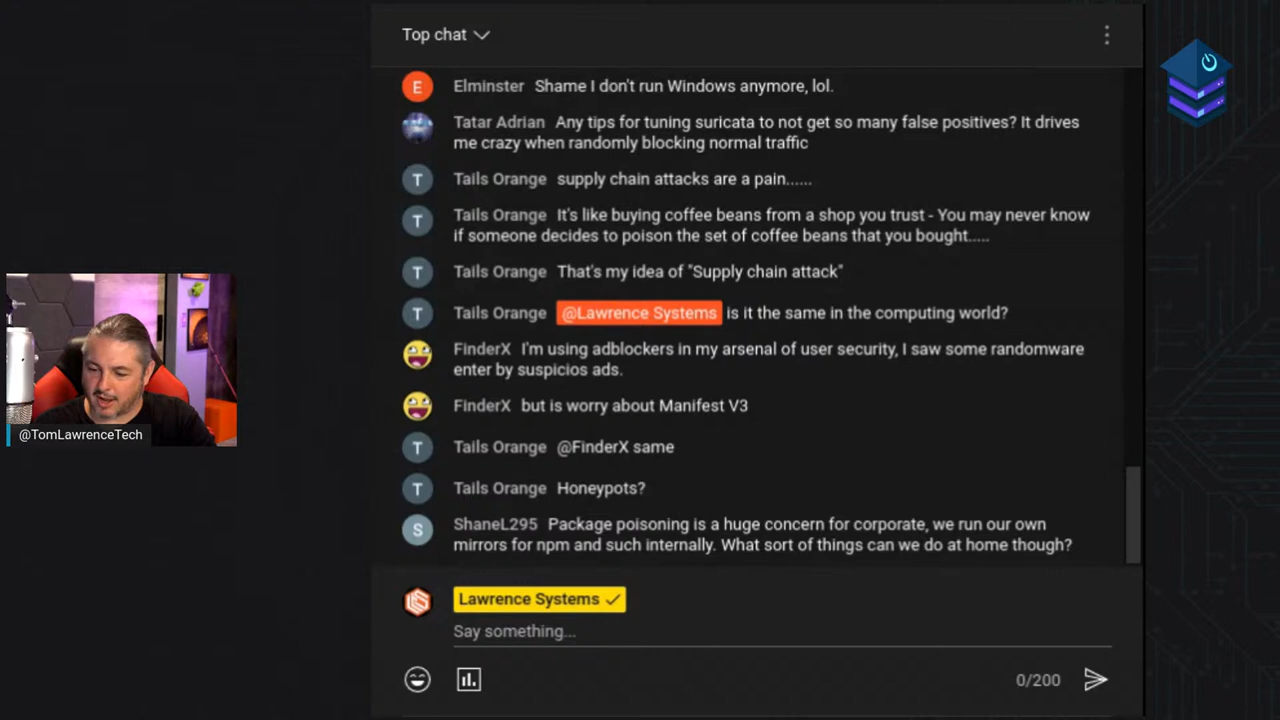 Top chat
E
Elminster Shame I don't run Windows anymore, lol.
Tatar Adrian Any tips for tuning suricata to not get so many false positives? It drives
me crazy when randomly blocking normal traffic
T
Tails Orange supply chain attacks are a pain......
T
Tails Orange It's like buying coffee beans from a shop you trust - You may never know
if someone decides to poison the set of coffee beans that you bought.....
T
Tails Orange That's my idea of "Supply chain attack"
T
Tails Orange @Lawrence Systems is it the same in the computing world?
FinderX I'm using adblockers in my arsenal of user security, I saw some randomware
enter by suspicios ads.
FinderX but is worry about Manifest V3
T
Tails Orange @FinderX same
T
Tails Orange Honeypots?
S
ShaneL295 Package poisoning is a huge concern for corporate, we run our own
mirrors for npm and such internally. What sort of things can we do at home though?
Lawrence Systems
Say something...
0/200
@TomLawrenceTech